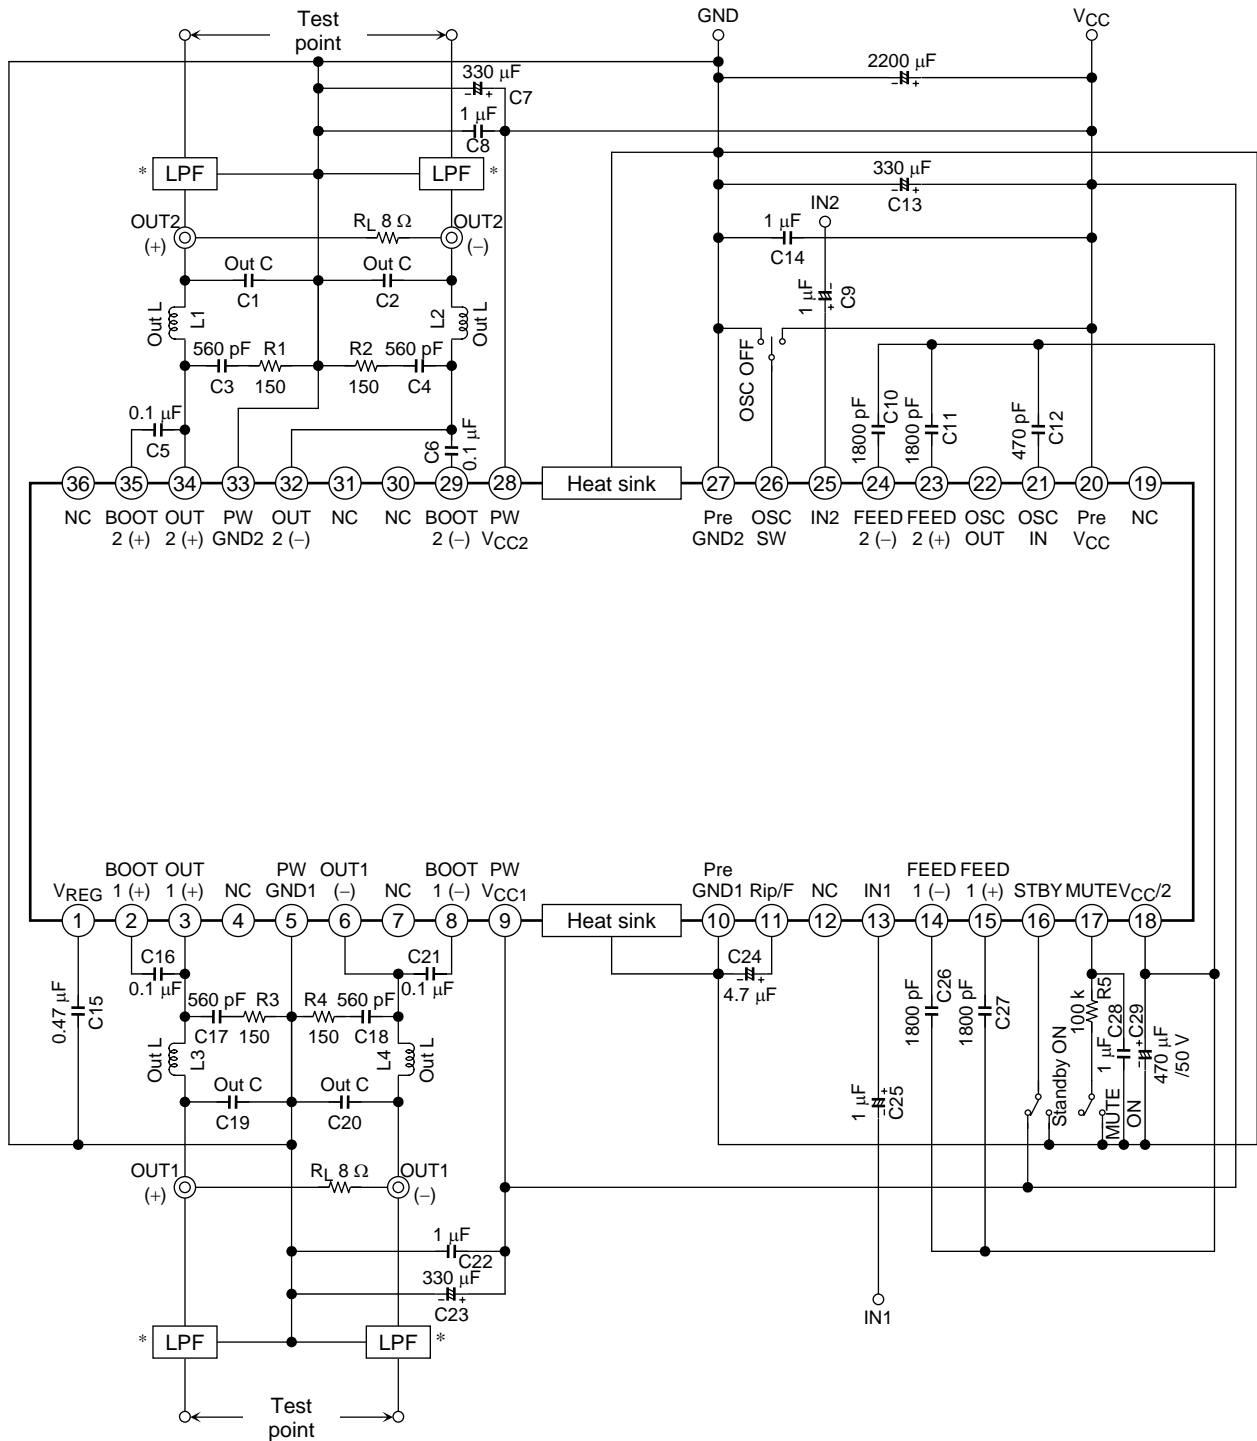 Test point
GND
VCC
330 µF
C7
2200 µF
1 µF
C8
* LPF
LPF *
330 µF
C13
OUT2 (+)
RL 8 Ω
OUT2 (−)
IN2
1 µF
C14
Out C
C1
Out C
C2
1 µF
C9
Out L
L1
L2
Out L
560 pF
C3
R1
150
R2
150
560 pF
C4
OSC OFF
0.1 µF
C5
C6
0.1 µF
1800 pF
C10
1800 pF
C11
470 pF
C12
36 35 34 33 32 31 30 29 28 Heat sink 27 26 25 24 23 22 21 20 19
NC
BOOT 2 (+)
OUT 2 (+)
PW GND2
OUT 2 (−)
NC
NC
BOOT 2 (−)
PW VCC2
Pre GND2
OSC SW
IN2
FEED 2 (−)
FEED 2 (+)
OSC OUT
OSC IN
Pre VCC
NC
VREG
BOOT 1 (+)
OUT 1 (+)
NC
PW GND1
OUT1 (−)
NC
BOOT 1 (−)
PW VCC1
Pre GND1
Rip/F
NC
IN1
FEED 1 (−)
FEED 1 (+)
STBY
MUTE
VCC/2
1 2 3 4 5 6 7 8 9 Heat sink 10 11 12 13 14 15 16 17 18
0.47 µF
C15
C16
0.1 µF
C21
0.1 µF
C24
4.7 µF
560 pF
C17
R3
150
R4
150
560 pF
C18
Out L
L3
L4
Out L
1800 pF
C26
1800 pF
C27
100 k
R5
1 µF
C28
C29
470 µF
/50 V
Standby ON
MUTE ON
Out C
C19
Out C
C20
1 µF
C25
OUT1 (+)
RL 8 Ω
OUT1 (−)
1 µF
C22
330 µF
C23
IN1
* LPF
LPF *
Test point